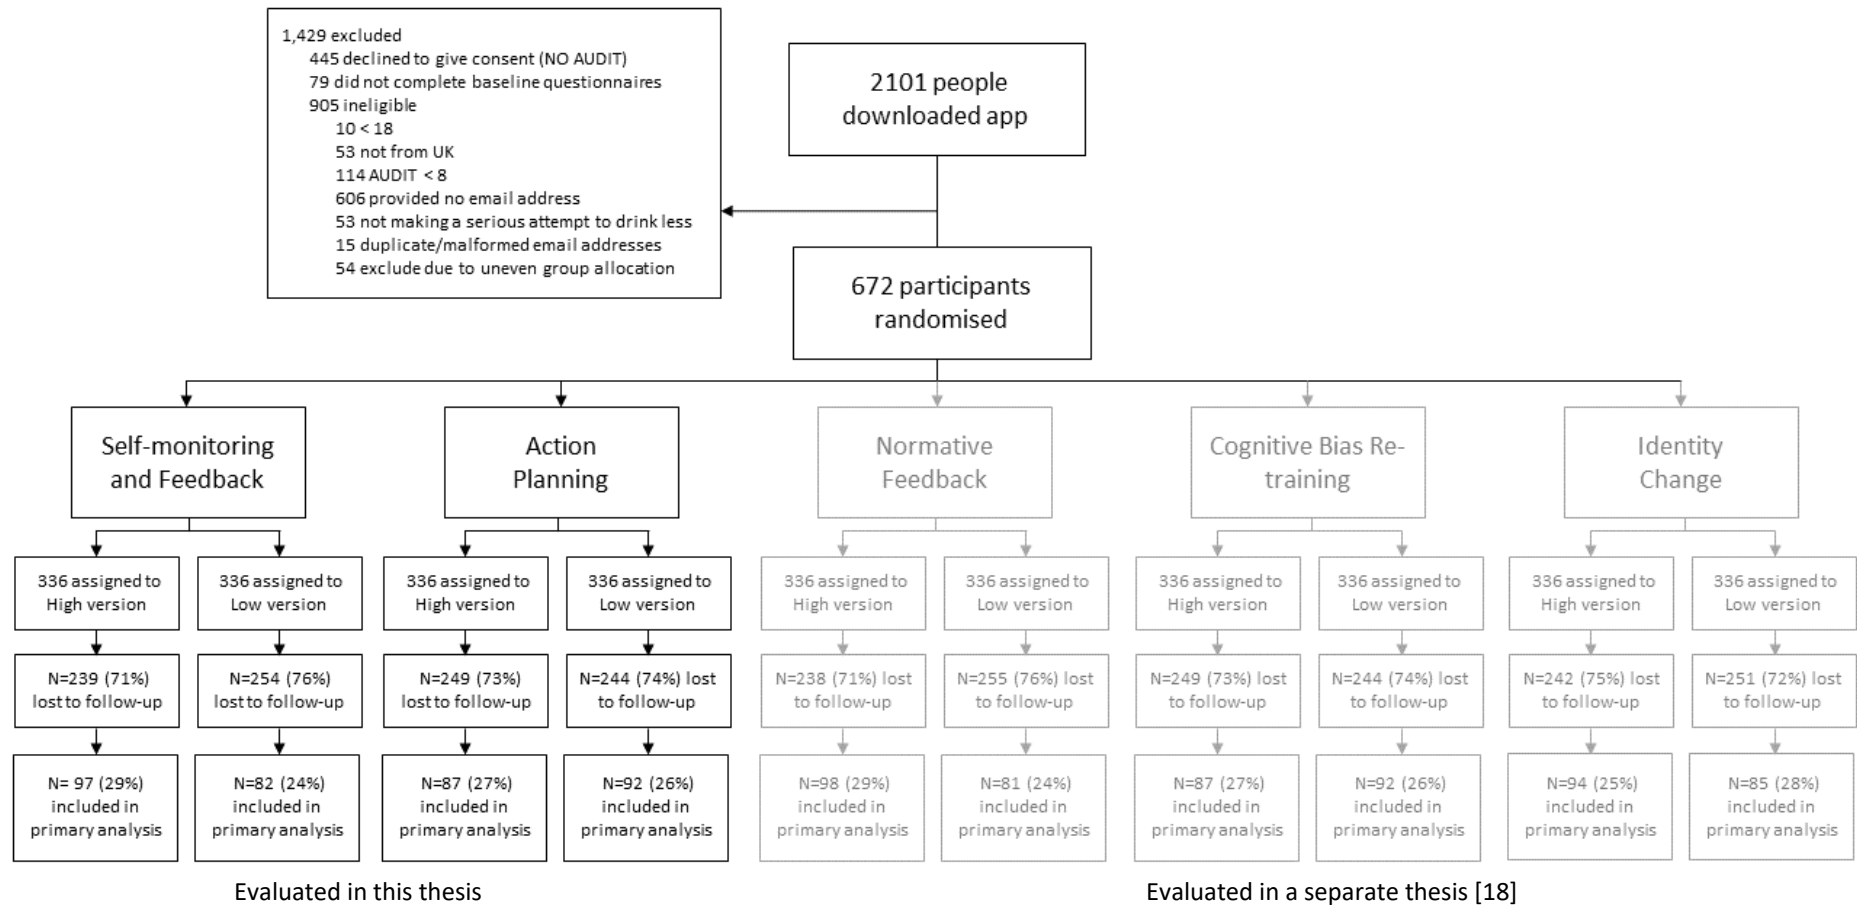 1,429 excluded
445 declined to give consent (NO AUDIT)
79 did not complete baseline questionnaires
905 ineligible
10 < 18
53 not from UK
114 AUDIT < 8
606 provided no email address
53 not making a serious attempt to drink less
15 duplicate/malformed email addresses
54 exclude due to uneven group allocation
2101 people
downloaded app
672 participants
randomised
Self-monitoring
and Feedback
Action
Planning
Normative
Feedback
Cognitive Bias Re-
training
Identity
Change
336 assigned to
High version
336 assigned to
Low version
336 assigned to
High version
336 assigned to
Low version
336 assigned to
High version
336 assigned to
Low version
336 assigned to
High version
336 assigned to
Low version
336 assigned to
High version
336 assigned to
Low version
N=239 (71%)
lost to follow-up
N=254 (76%)
lost to follow-up
N=249 (73%)
lost to follow-up
N=244 (74%) lost
to follow-up
N=238 (71%) lost
to follow-up
N=255 (76%) lost
to follow-up
N=249 (73%) lost
to follow-up
N=244 (74%) lost
to follow-up
N=242 (75%) lost
to follow-up
N=251 (72%) lost
to follow-up
N= 97 (29%)
included in
primary analysis
N=82 (24%)
included in
primary analysis
N=87 (27%)
included in
primary analysis
N=92 (26%)
included in
primary analysis
N=98 (29%)
included in
primary analysis
N=81 (24%)
included in
primary analysis
N=87 (27%)
included in
primary analysis
N=92 (26%)
included in
primary analysis
N=94 (25%)
included in
primary analysis
N=85 (28%)
included in
primary analysis
Evaluated in this thesis
Evaluated in a separate thesis [18]